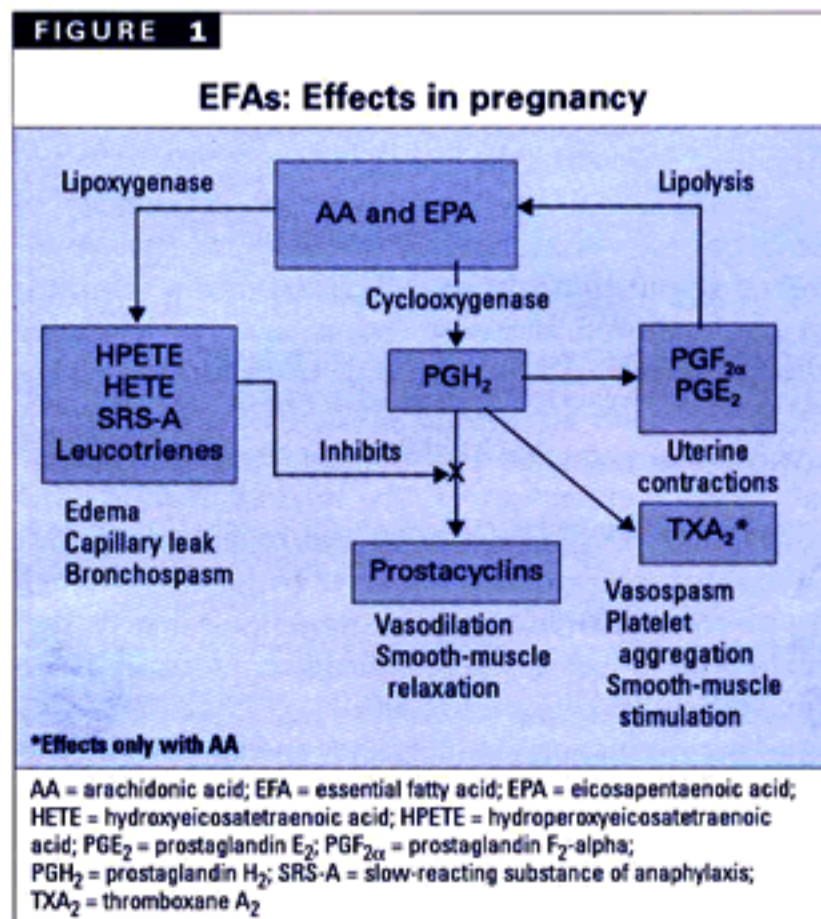 FIGURE 1
EFAs: Effects in pregnancy
Lipoxygenase
Lipolysis
AA and EPA
Cyclooxygenase
HPETE
HETE
SRS-A
Leucotrienes
PGH₂
PGF₂α
PGE₂
Inhibits
X
Uterine
contractions
Edema
Capillary leak
Bronchospasm
TXA₂*
Prostacyclins
Vasodilation
Smooth-muscle
relaxation
Vasospasm
Platelet
aggregation
Smooth-muscle
stimulation
*Effects only with AA
AA = arachidonic acid; EFA = essential fatty acid; EPA = eicosapentaenoic acid;
HETE = hydroxyeicosatetraenoic acid; HPETE = hydroperoxyeicosatetraenoic
acid; PGE₂ = prostaglandin E₂; PGF₂α = prostaglandin F₂-alpha;
PGH₂ = prostaglandin H₂; SRS-A = slow-reacting substance of anaphylaxis;
TXA₂ = thromboxane A₂